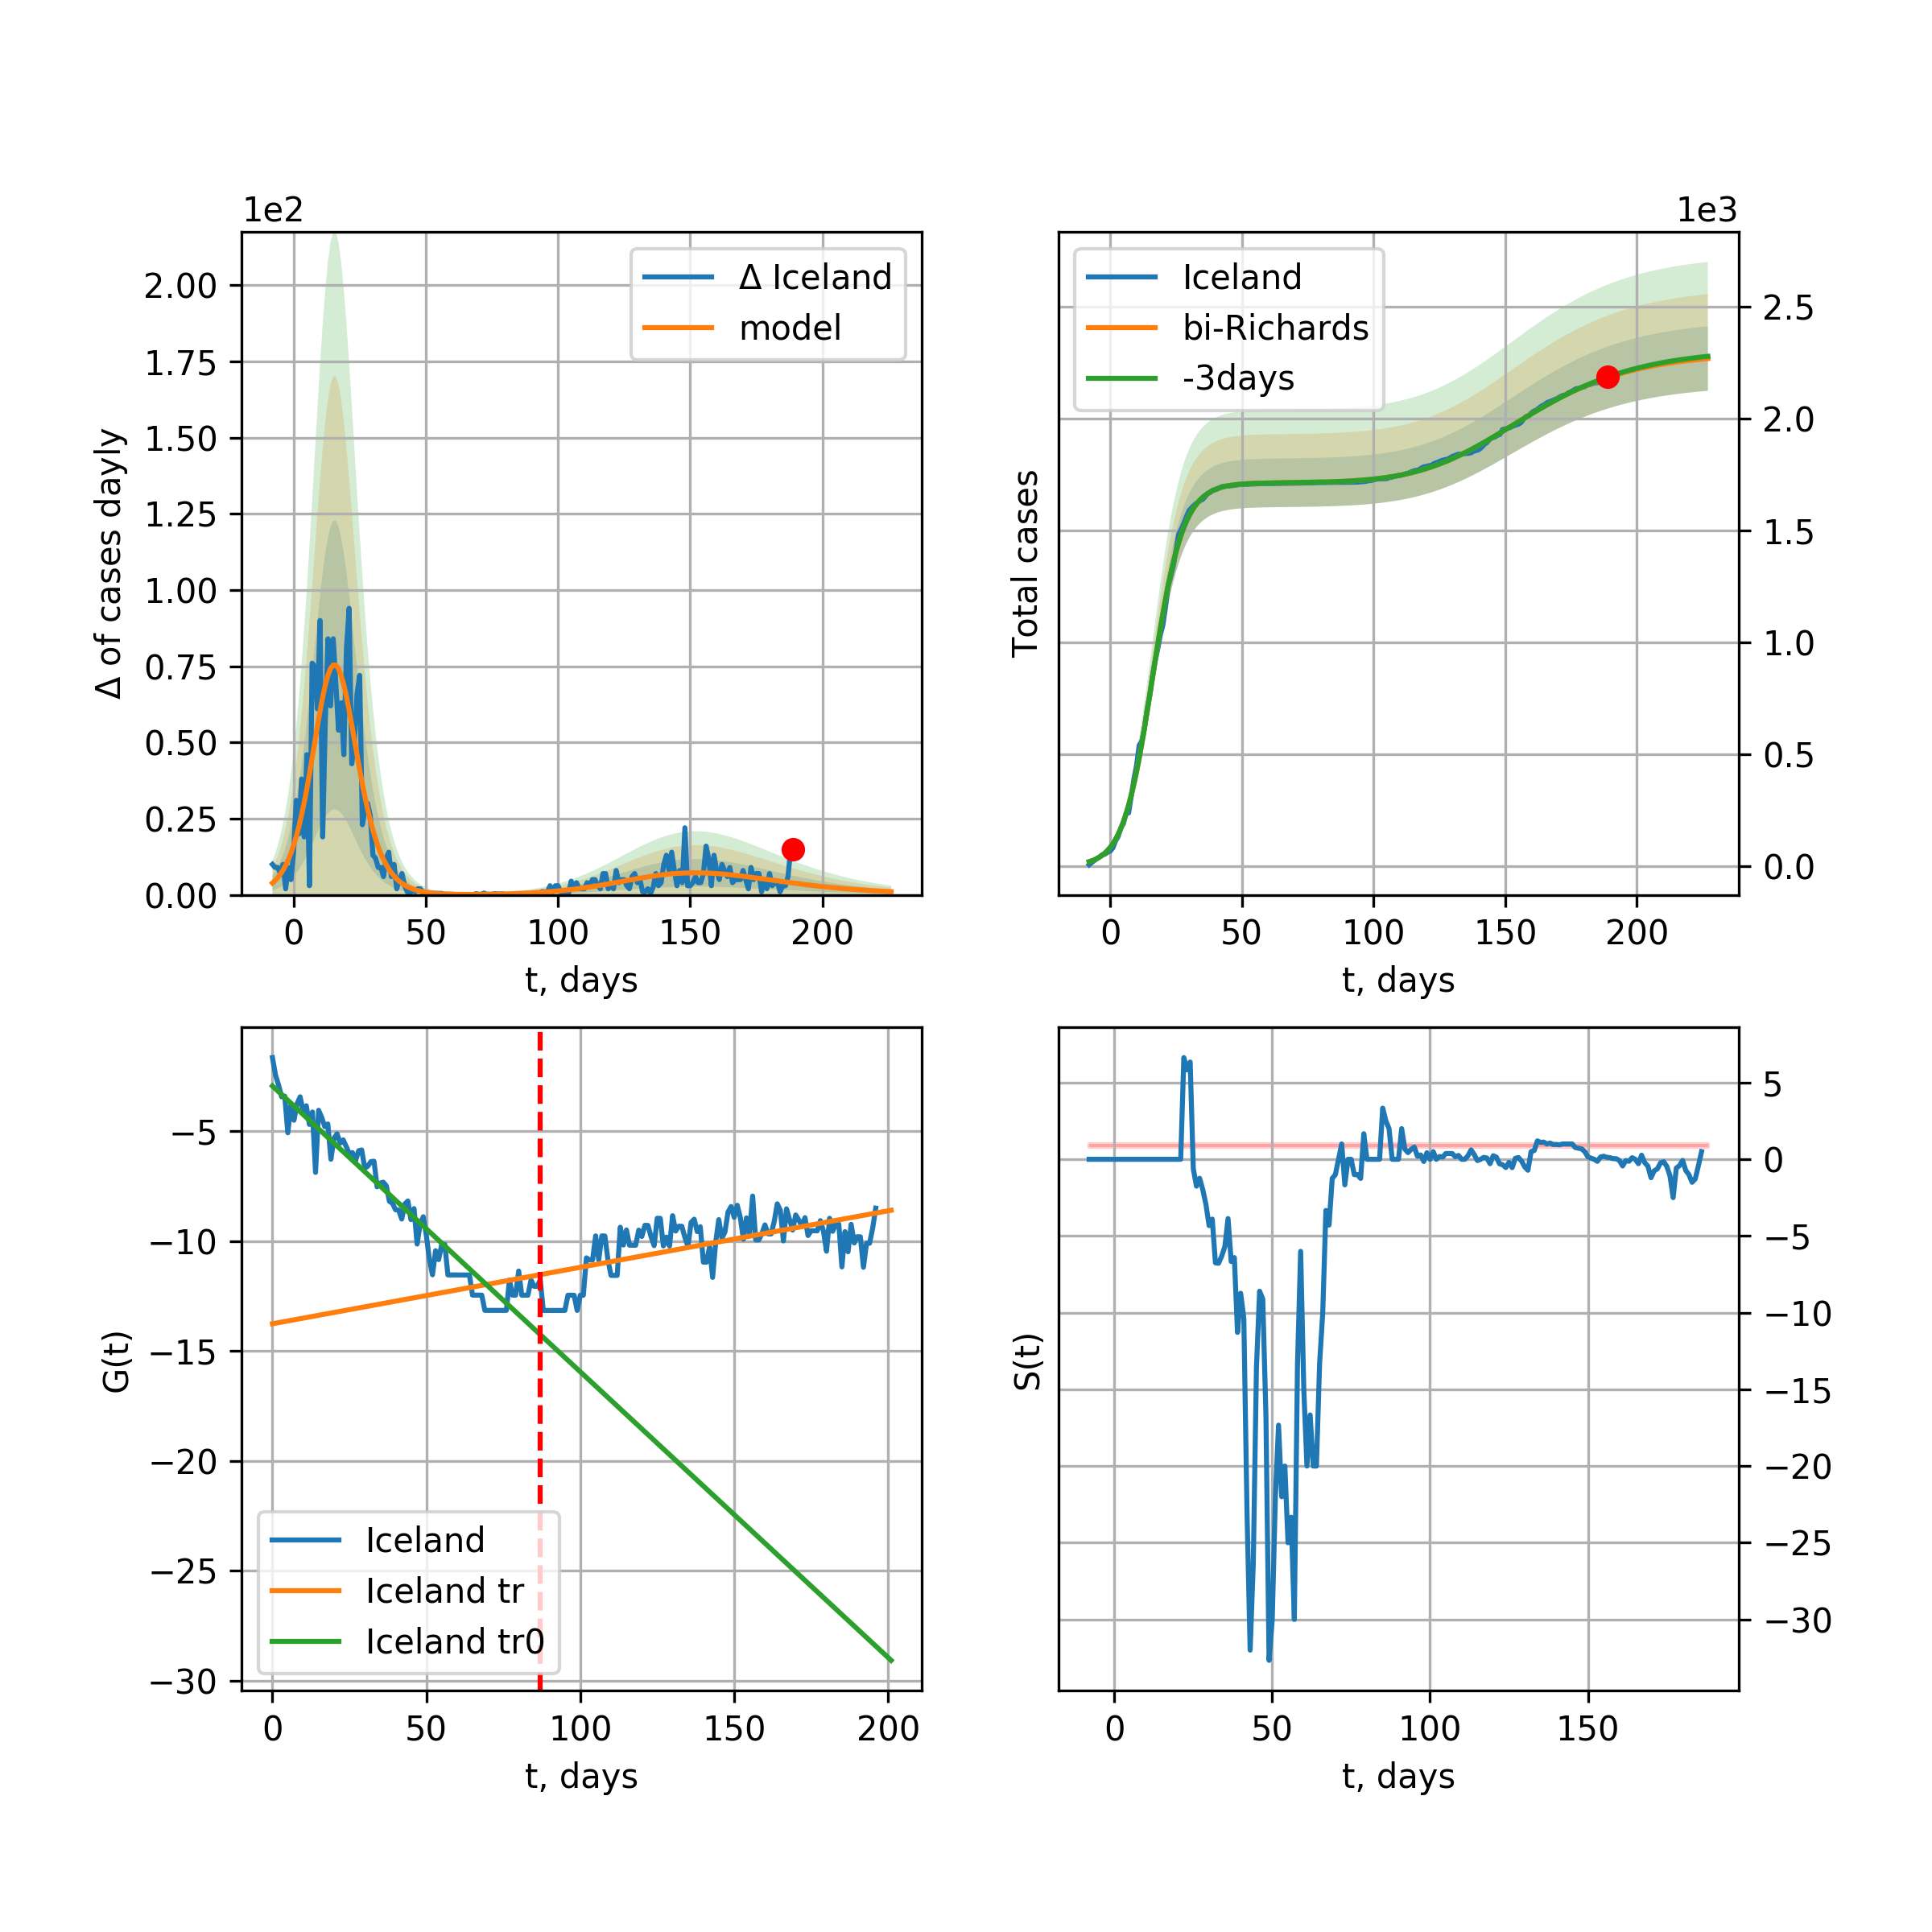 1e2
Δ of cases dayly
2.00
1.75
1.50
1.25
1.00
0.75
0.50
0.25
0.00
0 50 100 150 200
t, days
Δ Iceland
model
1e3
Total cases
2.5
2.0
1.5
1.0
0.5
0.0
0 50 100 150 200
t, days
Iceland
bi-Richards
-3days
G(t)
−5
−10
−15
−20
−25
−30
0 50 100 150 200
t, days
Iceland
Iceland tr
Iceland tr0
S(t)
5
0
−5
−10
−15
−20
−25
−30
0 50 100 150
t, days